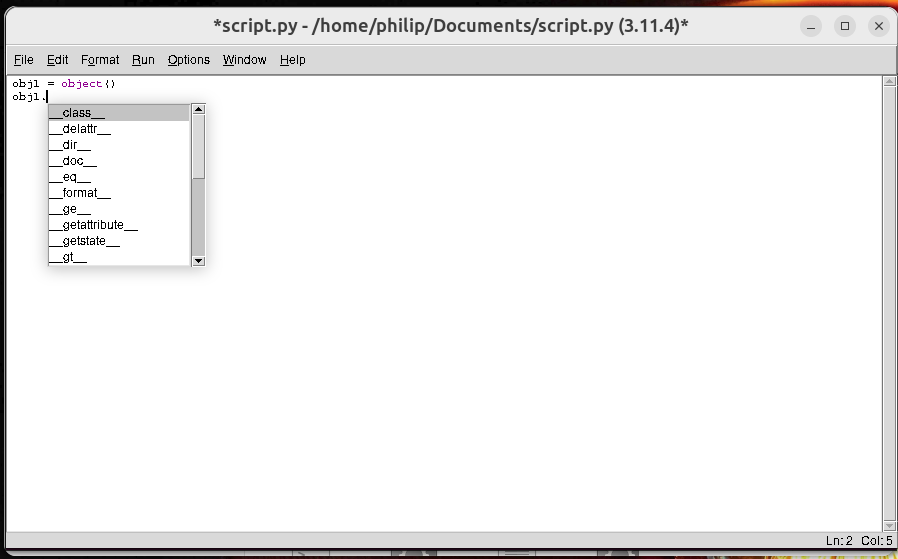 *script.py - /home/philip/Documents/script.py (3.11.4)*
File Edit Format Run Options Window Help
obj1 = object()
obj1.
__class__
__delattr__
__dir__
__doc__
__eq__
__format__
__ge__
__getattribute__
__getstate__
__gt__
Ln: 2 Col: 5